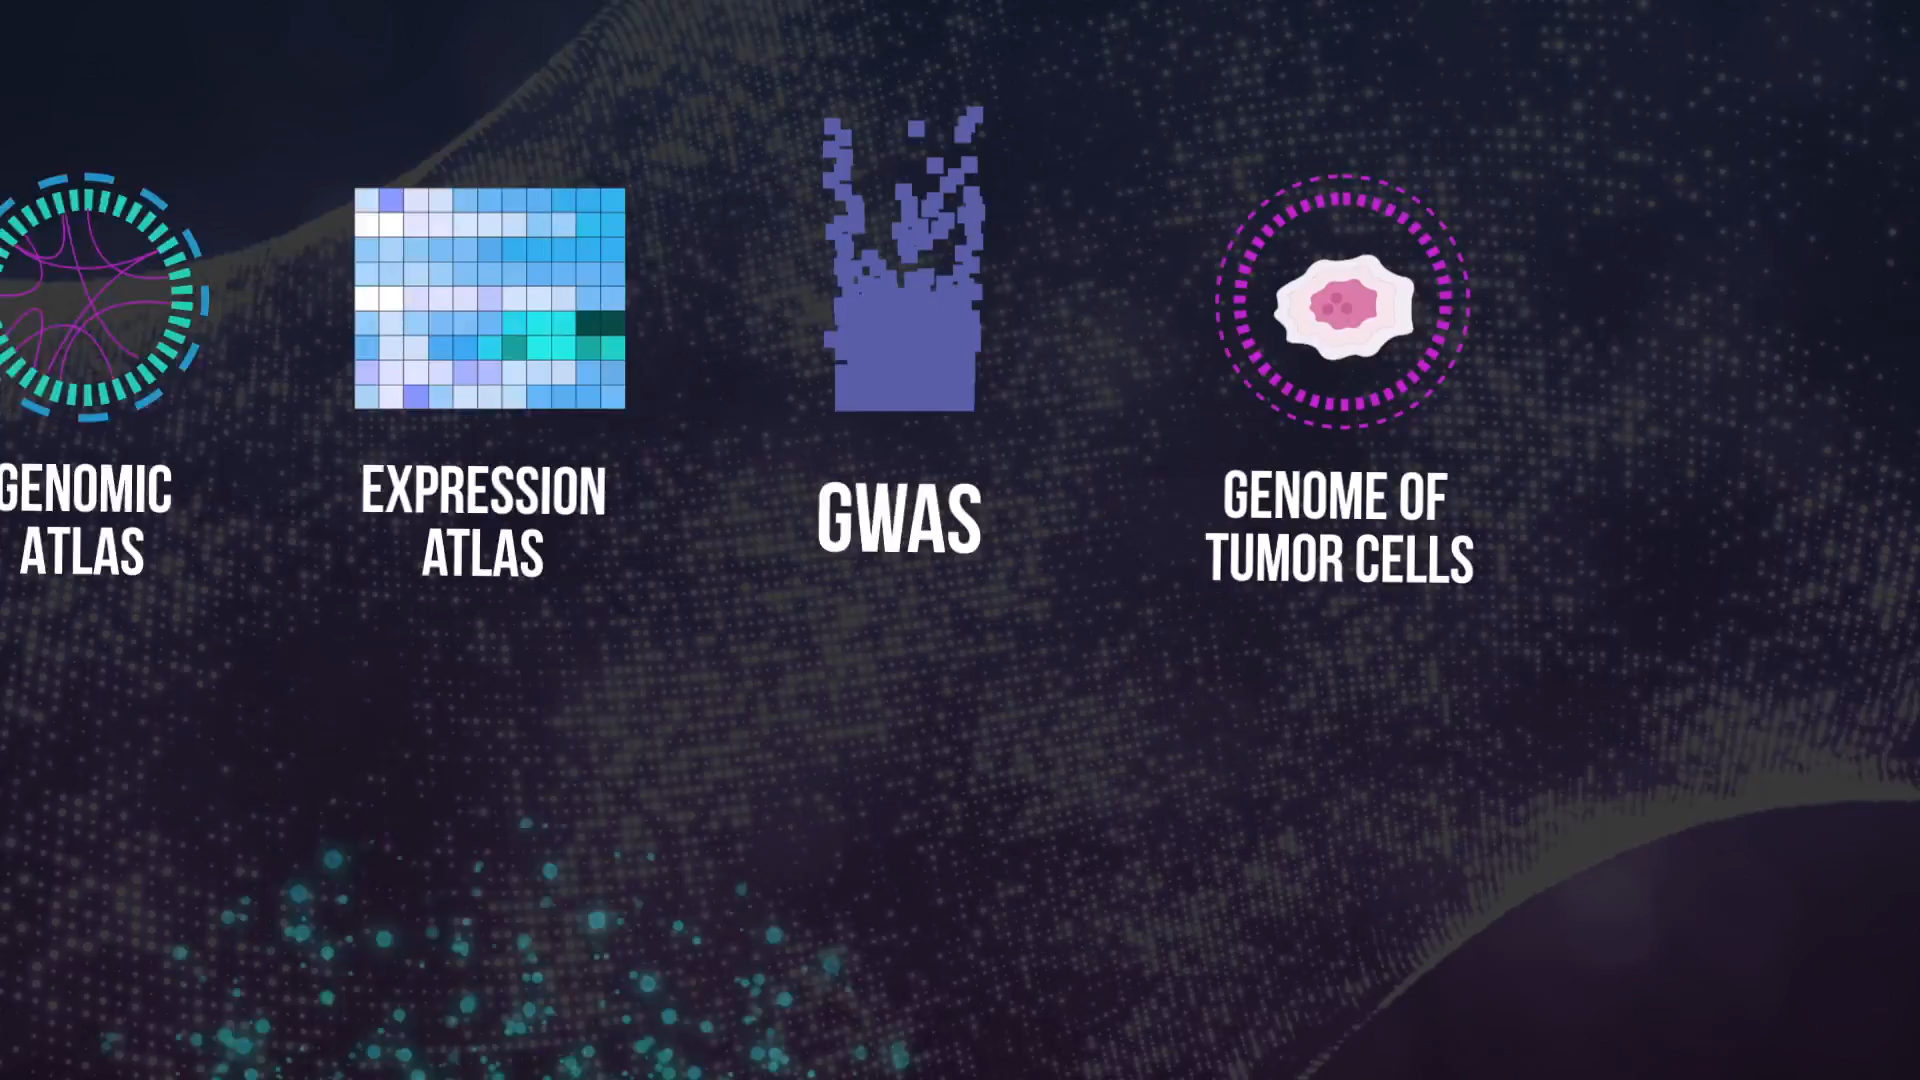 GENOMIC
ATLAS
EXPRESSION
ATLAS
GWAS
GENOME OF
TUMOR CELLS